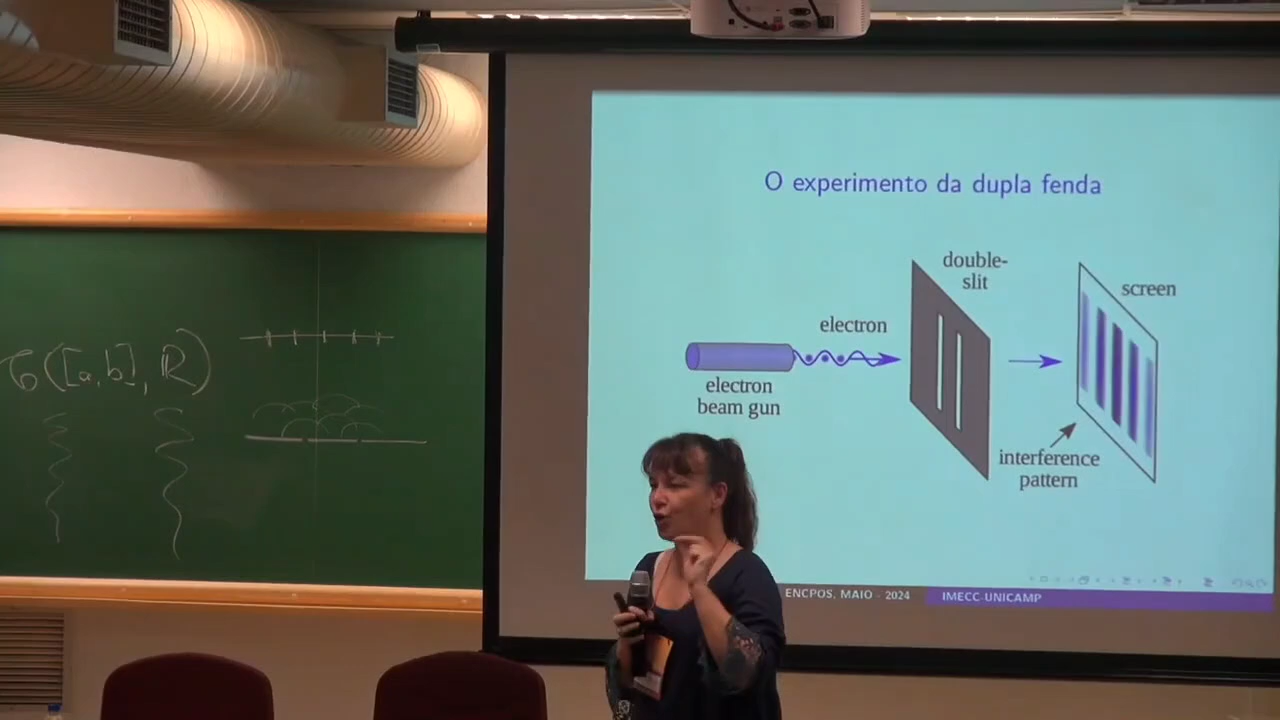 O experimento da dupla fenda
double-
slit
screen
electron
electron
beam gun
interference
pattern
ENCPOS, MAIO - 2024 IMECC-UNICAMP
([a,b], R)